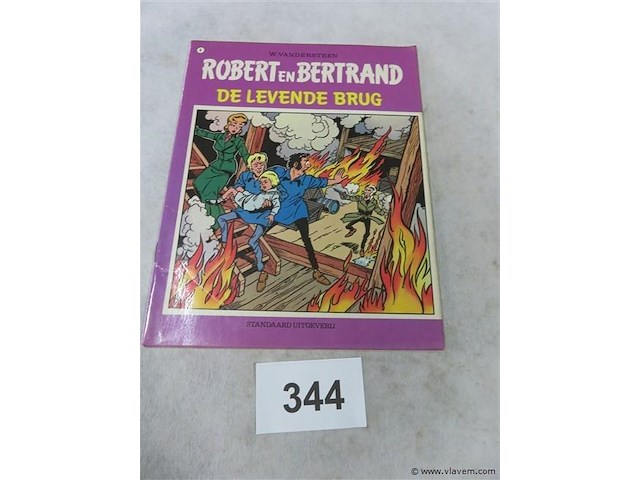 W. VANDERSTEEN
ROBERT EN BERTRAND
DE LEVENDE BRUG
STANDAARD UITGEVERIJ
344
© www.vlavem.com